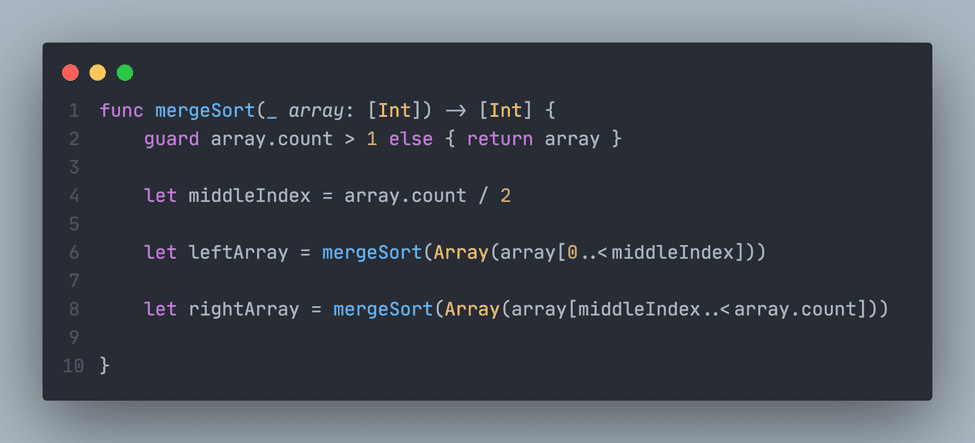 1 func mergeSort(_ array: [Int]) -> [Int] {
2 guard array.count > 1 else { return array }
3
4 let middleIndex = array.count / 2
5
6 let leftArray = mergeSort(Array(array[0..<middleIndex]))
7
8 let rightArray = mergeSort(Array(array[middleIndex..<array.count]))
9
10 }